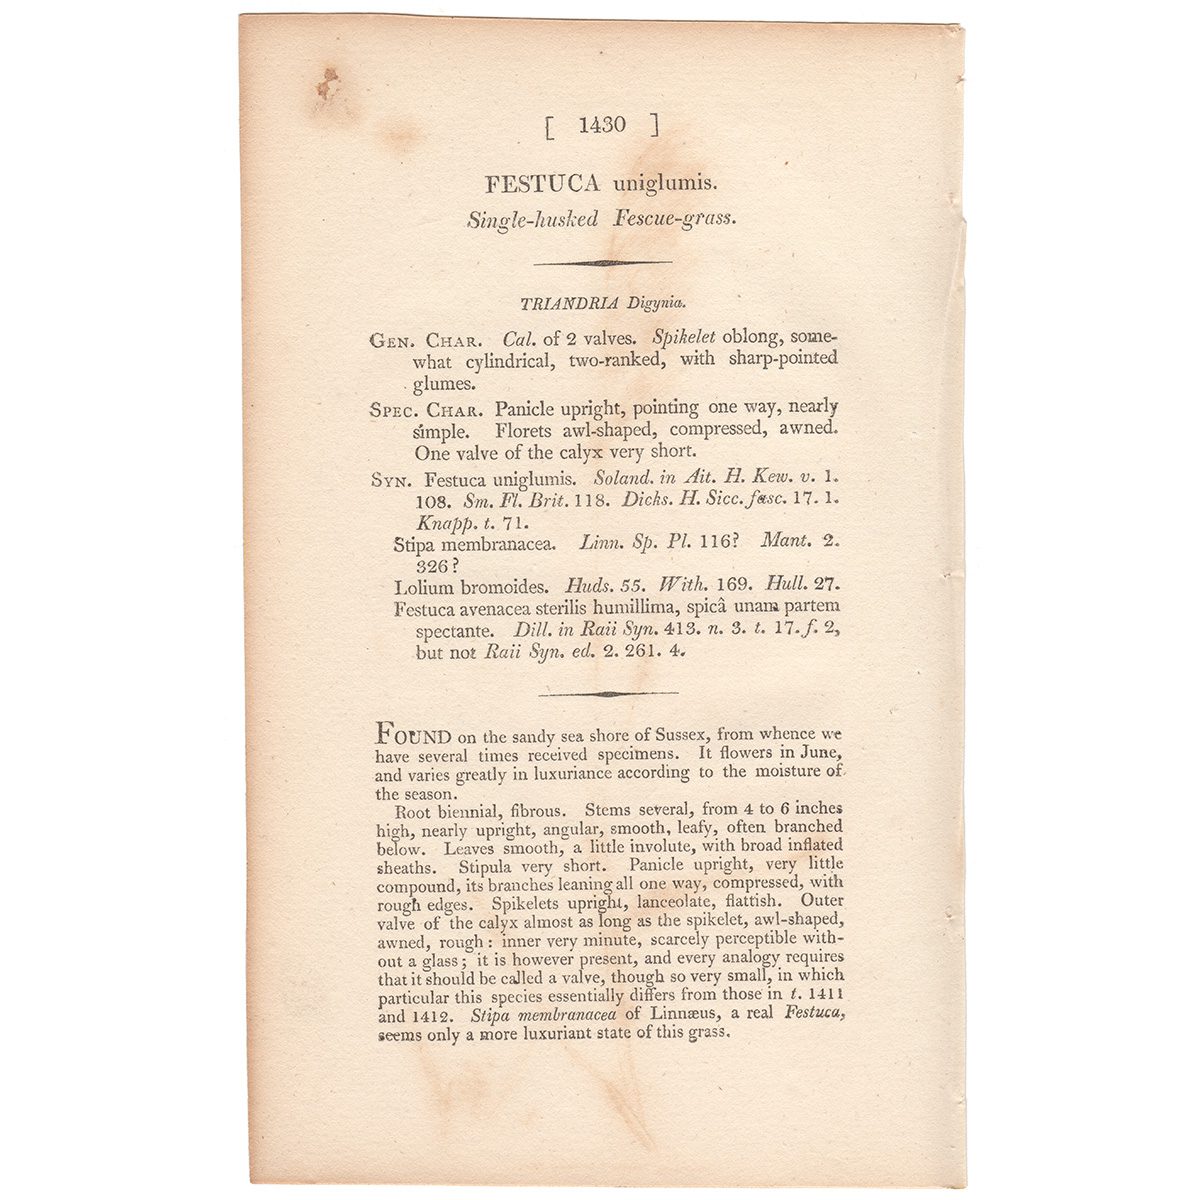 [ 1430 ]
FESTUCA uniglumis.
Single-husked Fescue-grass.
TRIANDRIA Digynia.
GEN. CHAR. Cal. of 2 valves. Spikelet oblong, some-
what cylindrical, two-ranked, with sharp-pointed
glumes.
SPEC. CHAR. Panicle upright, pointing one way, nearly
simple. Florets awl-shaped, compressed, awned.
One valve of the calyx very short.
SYN. Festuca uniglumis. Soland. in Ait. H. Kew. v. 1.
108. Sm. Fl. Brit. 118. Dicks. H. Sicc. fasc. 17. 1.
Knapp. t. 71.
Stipa membranacea. Linn. Sp. Pl. 116? Mant. 2.
326?
Lolium bromoides. Huds. 55. With. 169. Hull. 27.
Festuca avenacea sterilis humillima, spicâ unam partem
spectante. Dill. in Raii Syn. 413. n. 3. t. 17. f. 2,
but not Raii Syn. ed. 2. 261. 4.
FOUND on the sandy sea shore of Sussex, from whence we
have several times received specimens. It flowers in June,
and varies greatly in luxuriance according to the moisture of
the season.
Root biennial, fibrous. Stems several, from 4 to 6 inches
high, nearly upright, angular, smooth, leafy, often branched
below. Leaves smooth, a little involute, with broad inflated
sheaths. Stipula very short. Panicle upright, very little
compound, its branches leaning all one way, compressed, with
rough edges. Spikelets upright, lanceolate, flattish. Outer
valve of the calyx almost as long as the spikelet, awl-shaped,
awned, rough: inner very minute, scarcely perceptible with-
out a glass; it is however present, and every analogy requires
that it should be called a valve, though so very small, in which
particular this species essentially differs from those in t. 1411
and 1412. Stipa membranacea of Linnæus, a real Festuca,
seems only a more luxuriant state of this grass.